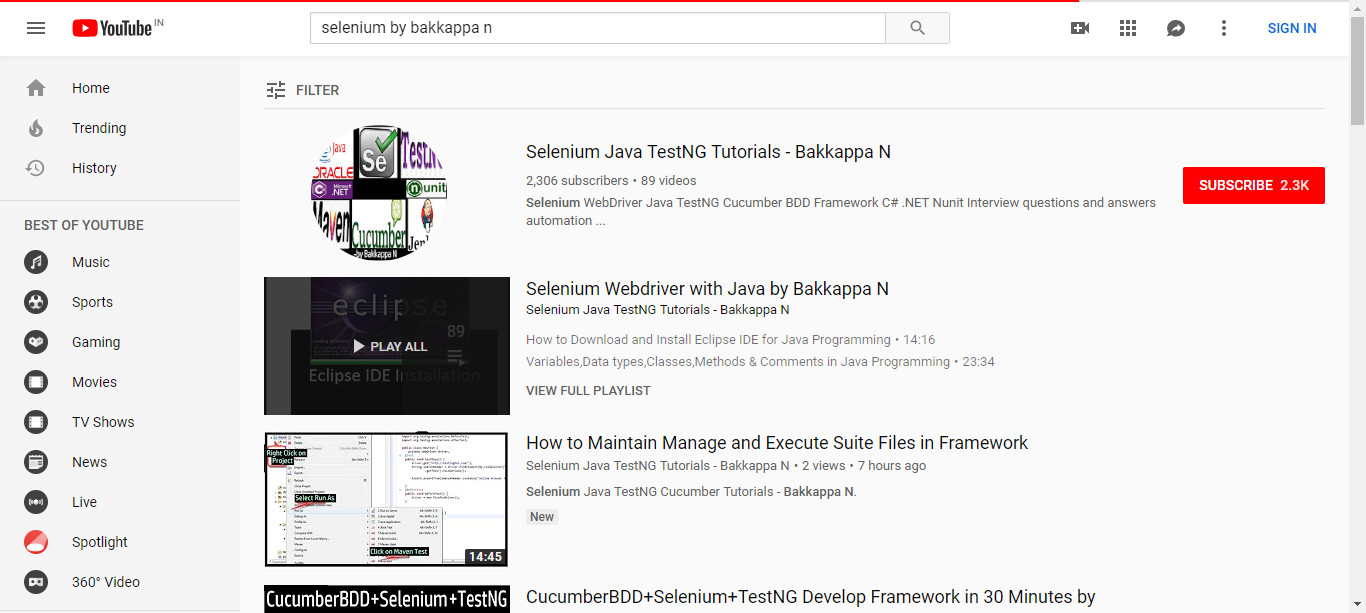 YouTube IN
selenium by bakkappa n
SIGN IN
Home
Trending
History
BEST OF YOUTUBE
Music
Sports
Gaming
Movies
TV Shows
News
Live
Spotlight
360° Video
FILTER
Java
ORACLE
Se
TestN
Microsoft
.NET
nunit
Maven
Cucumber
Jen
-by Bakkappa N
Selenium Java TestNG Tutorials - Bakkappa N
2,306 subscribers • 89 videos
Selenium WebDriver Java TestNG Cucumber BDD Framework C# .NET Nunit Interview questions and answers
automation ...
SUBSCRIBE 2.3K
eclipse
89
PLAY ALL
Eclipse IDE Installation
Selenium Webdriver with Java by Bakkappa N
Selenium Java TestNG Tutorials - Bakkappa N
How to Download and Install Eclipse IDE for Java Programming • 14:16
Variables,Data types,Classes,Methods & Comments in Java Programming • 23:34
VIEW FULL PLAYLIST
Right Click on
Project
Select Run As
Click on Maven Test
14:45
How to Maintain Manage and Execute Suite Files in Framework
Selenium Java TestNG Tutorials - Bakkappa N • 2 views • 7 hours ago
Selenium Java TestNG Cucumber Tutorials - Bakkappa N.
New
CucumberBDD+Selenium+TestNG
CucumberBDD+Selenium+TestNG Develop Framework in 30 Minutes by